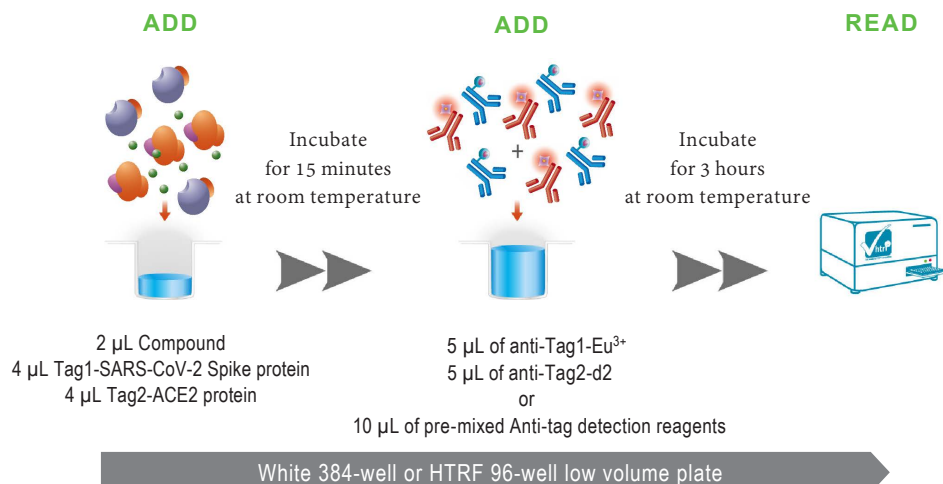 ADD
ADD
READ
Incubate
for 15 minutes
at room temperature
+
Incubate
for 3 hours
at room temperature
htrf
2 µL Compound
4 µL Tag1-SARS-CoV-2 Spike protein
4 µL Tag2-ACE2 protein
5 µL of anti-Tag1-Eu³⁺
5 µL of anti-Tag2-d2
or
10 µL of pre-mixed Anti-tag detection reagents
White 384-well or HTRF 96-well low volume plate